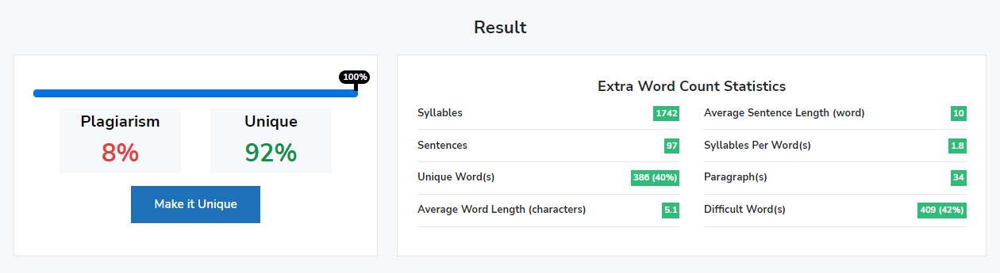 Result
100%
Plagiarism
8%
Unique
92%
Make it Unique
Extra Word Count Statistics
Syllables 1742
Sentences 97
Unique Word(s) 386 (40%)
Average Word Length (characters) 5.1
Average Sentence Length (word) 10
Syllables Per Word(s) 1.8
Paragraph(s) 34
Difficult Word(s) 409 (42%)